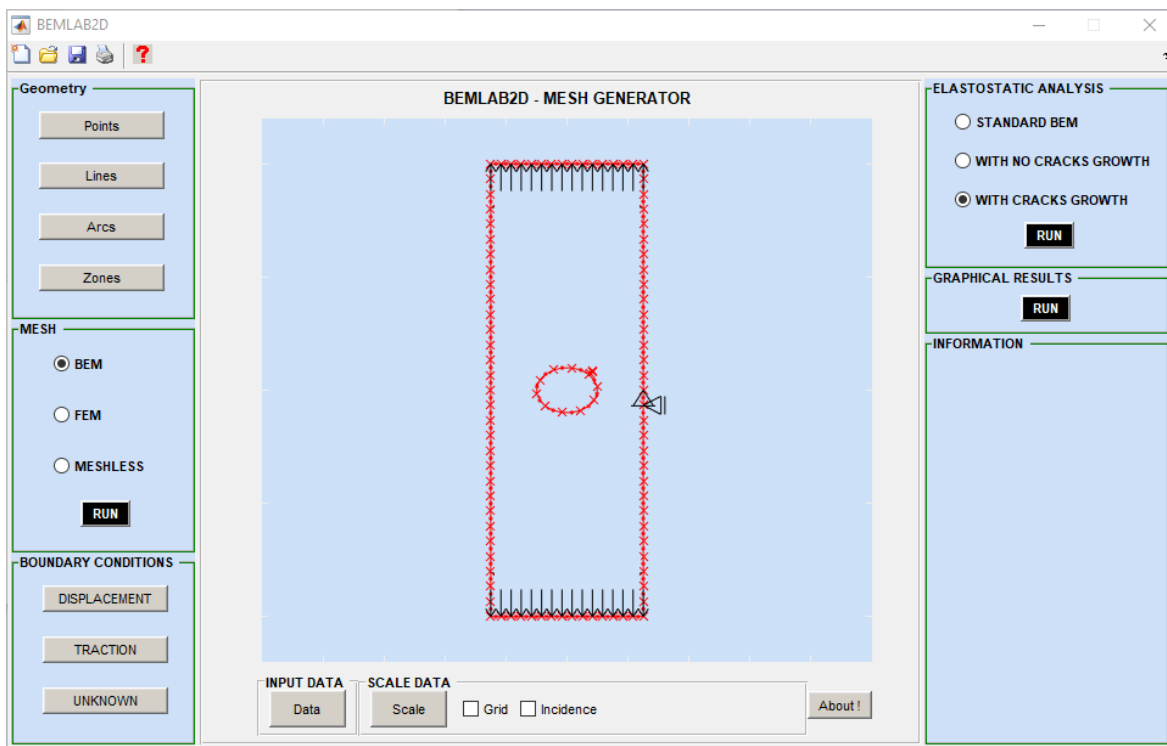 BEMLAB2D
?
Geometry
Points
Lines
Arcs
Zones
MESH
BEM
FEM
MESHLESS
RUN
BOUNDARY CONDITIONS
DISPLACEMENT
TRACTION
UNKNOWN
BEMLAB2D - MESH GENERATOR
INPUT DATA
Data
SCALE DATA
Scale
Grid
Incidence
About !
ELASTOSTATIC ANALYSIS
STANDARD BEM
WITH NO CRACKS GROWTH
WITH CRACKS GROWTH
RUN
GRAPHICAL RESULTS
RUN
INFORMATION